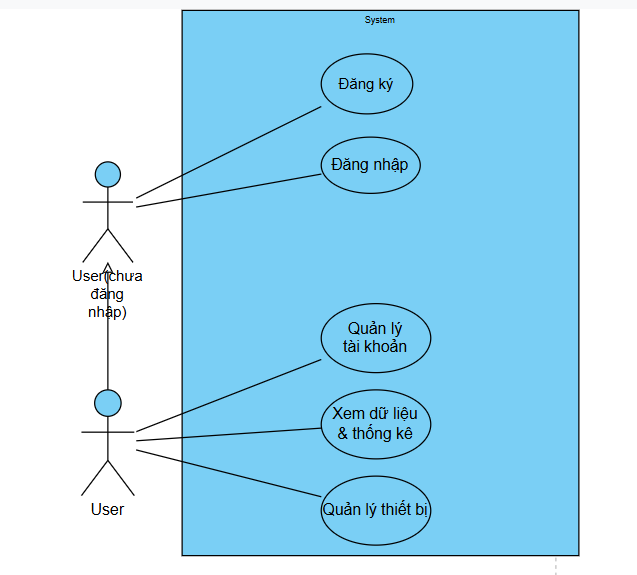 System
Đăng ký
Đăng nhập
User(chưa
đăng
nhập)
Quản lý
tài khoản
Xem dữ liệu
& thống kê
Quản lý thiết bị
User